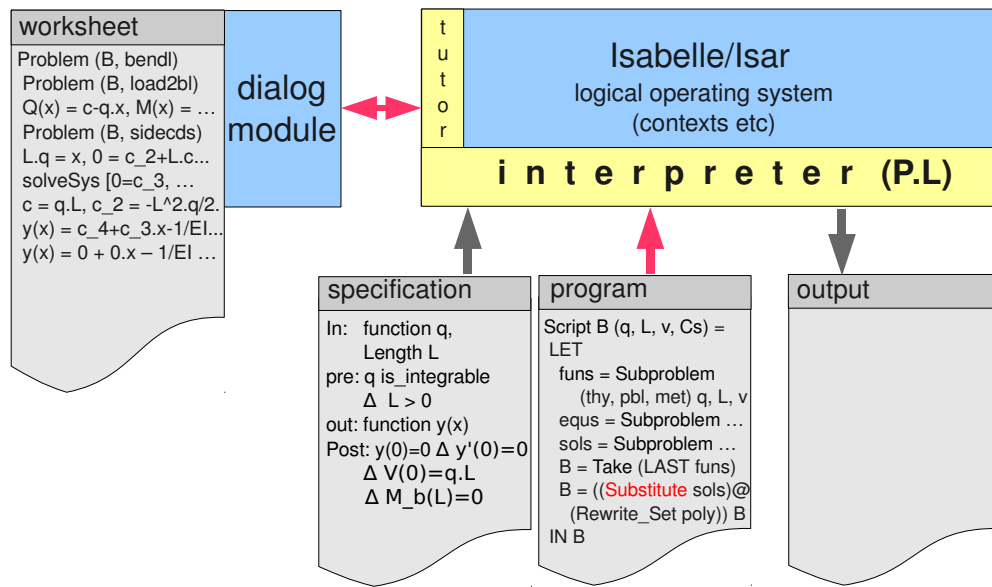 worksheet
Problem (B, bendl)
Problem (B, load2bl)
Q(x) = c-q.x, M(x) = …
Problem (B, sidecds)
L.q = x, 0 = c_2+L.c...
solveSys [0=c_3, …
c = q.L, c_2 = -L^2.q/2.
y(x) = c_4+c_3.x-1/EI...
y(x) = 0 + 0.x – 1/EI …
dialog
module
tutor
Isabelle/Isar
logical operating system
(contexts etc)
i n t e r p r e t e r (P.L)
specification
In: function q,
Length L
pre: q is_integrable
Δ L > 0
out: function y(x)
Post: y(0)=0 Δ y'(0)=0
Δ V(0)=q.L
Δ M_b(L)=0
program
Script B (q, L, v, Cs) =
LET
funs = Subproblem
(thy, pbl, met) q, L, v
equs = Subproblem …
sols = Subproblem …
B = Take (LAST funs)
B = ((Substitute sols)@
(Rewrite_Set poly)) B
IN B
output